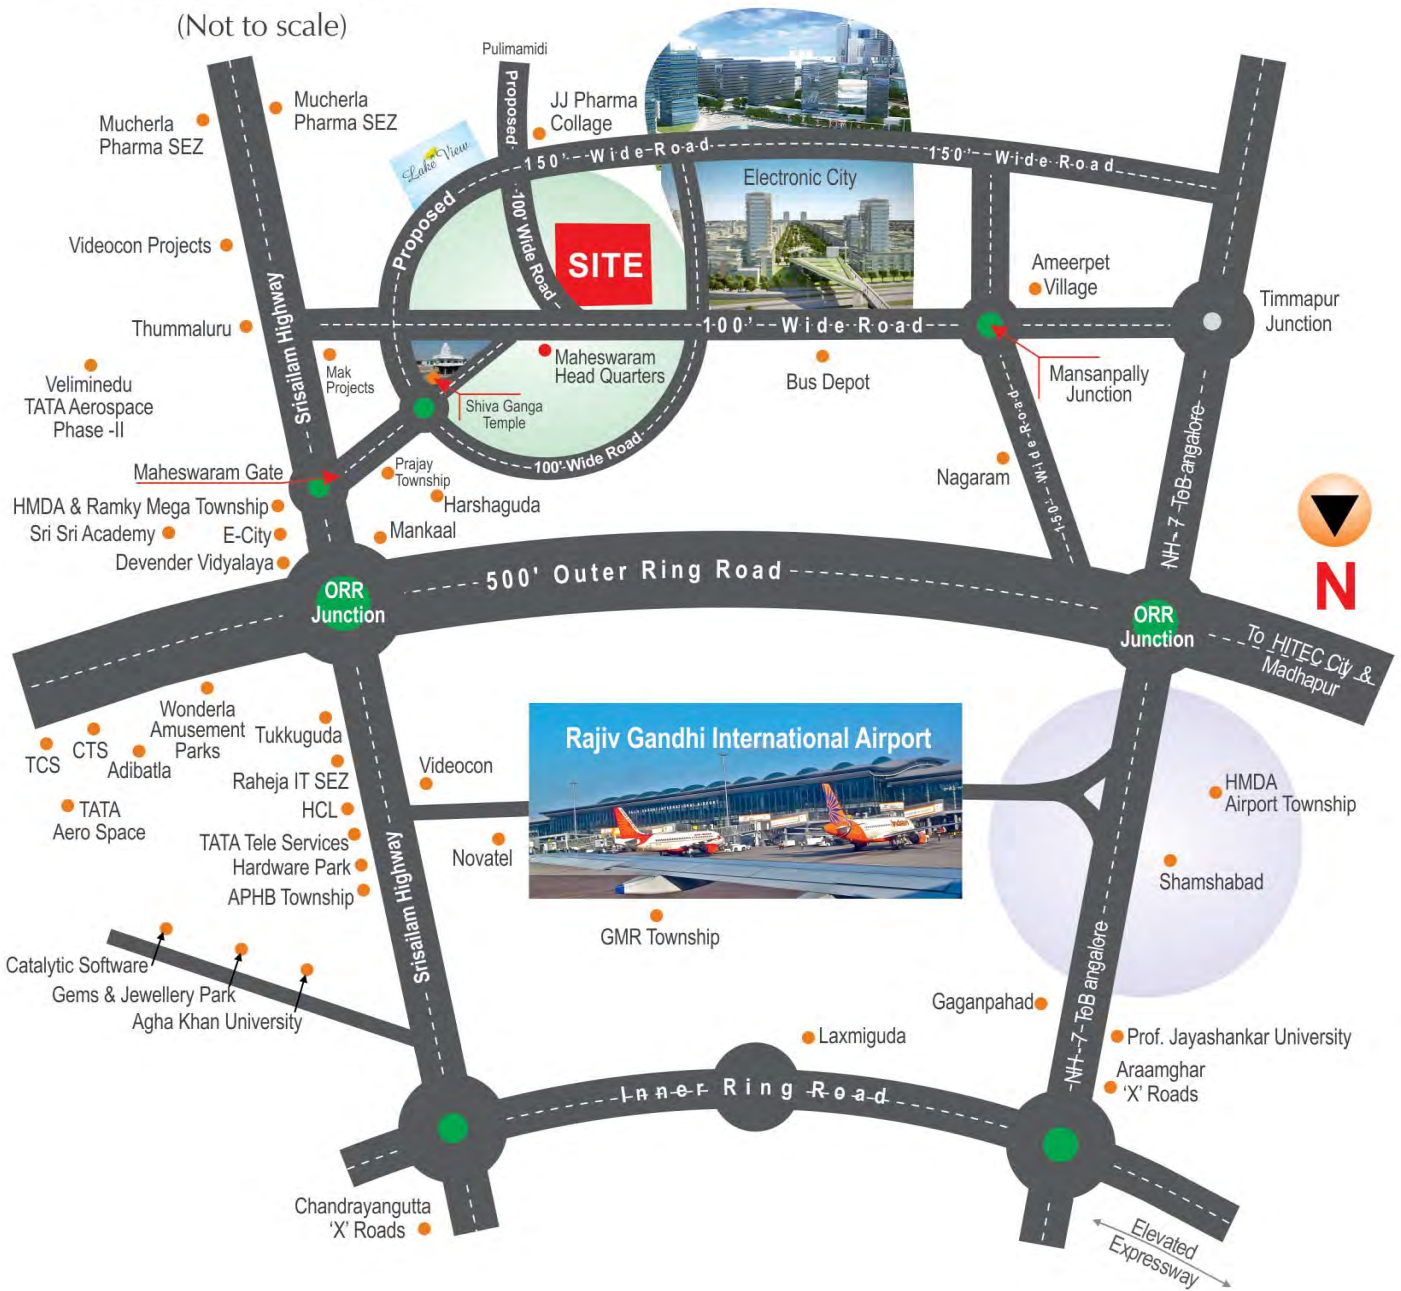 (Not to scale)
Pulimamidi
Proposed
Mucherla
Pharma SEZ
Mucherla
Pharma SEZ
JJ Pharma
Collage
Lake View
150' Wide Road
150' Wide Road
Proposed
100' Wide Road
Electronic City
SITE
Videocon Projects
Srisailam Highway
Ameerpet
Village
Timmapur
Junction
Thummaluru
100' Wide Road
Mak
Projects
Maheswaram
Head Quarters
Bus Depot
Mansanpally
Junction
Veliminedu
TATA Aerospace
Phase -II
Shiva Ganga
Temple
100' Wide Road
150' Wide Road
NH-7 ToBangalore
Maheswaram Gate
Prajay
Township
Nagaram
HMDA & Ramky Mega Township
Harshaguda
Sri Sri Academy
E-City
Mankaal
Devender Vidyalaya
N
500' Outer Ring Road
ORR
Junction
ORR
Junction
To HITEC City &
Madhapur
Wonderla
Amusement
Parks
Tukkuguda
TCS
CTS
Adibatla
Rajiv Gandhi International Airport
Videocon
Raheja IT SEZ
HMDA
Airport Township
TATA
Aero Space
HCL
TATA Tele Services
Hardware Park
Novatel
APHB Township
Shamshabad
Srisailam Highway
GMR Township
Catalytic Software
Gems & Jewellery Park
Agha Khan University
Gaganpahad
NH-7 ToBangalore
Laxmiguda
Prof. Jayashankar University
Araamghar
'X' Roads
Inner Ring Road
Chandrayangutta
'X' Roads
Elevated
Expressway